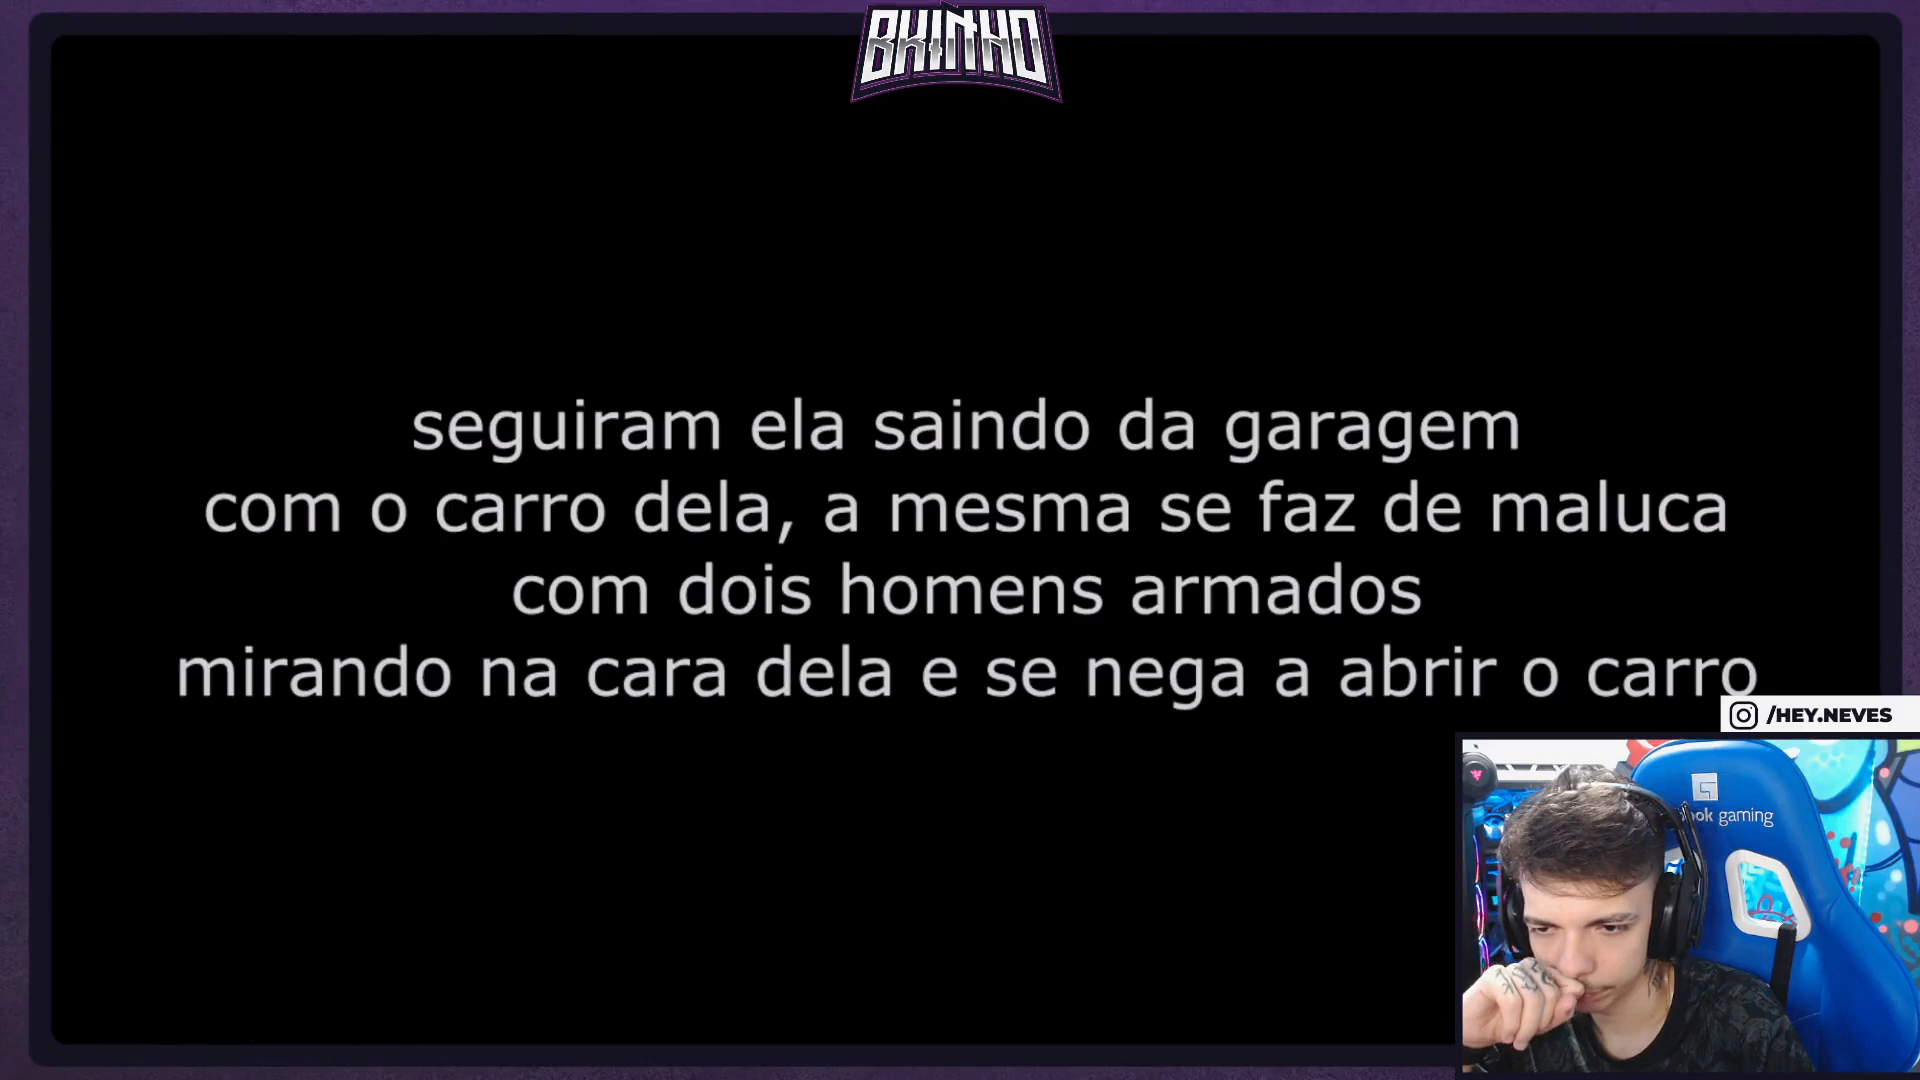 BKINHO
seguiram ela saindo da garagem
com o carro dela, a mesma se faz de maluca
com dois homens armados
mirando na cara dela e se nega a abrir o carro
/HEY.NEVES
gaming